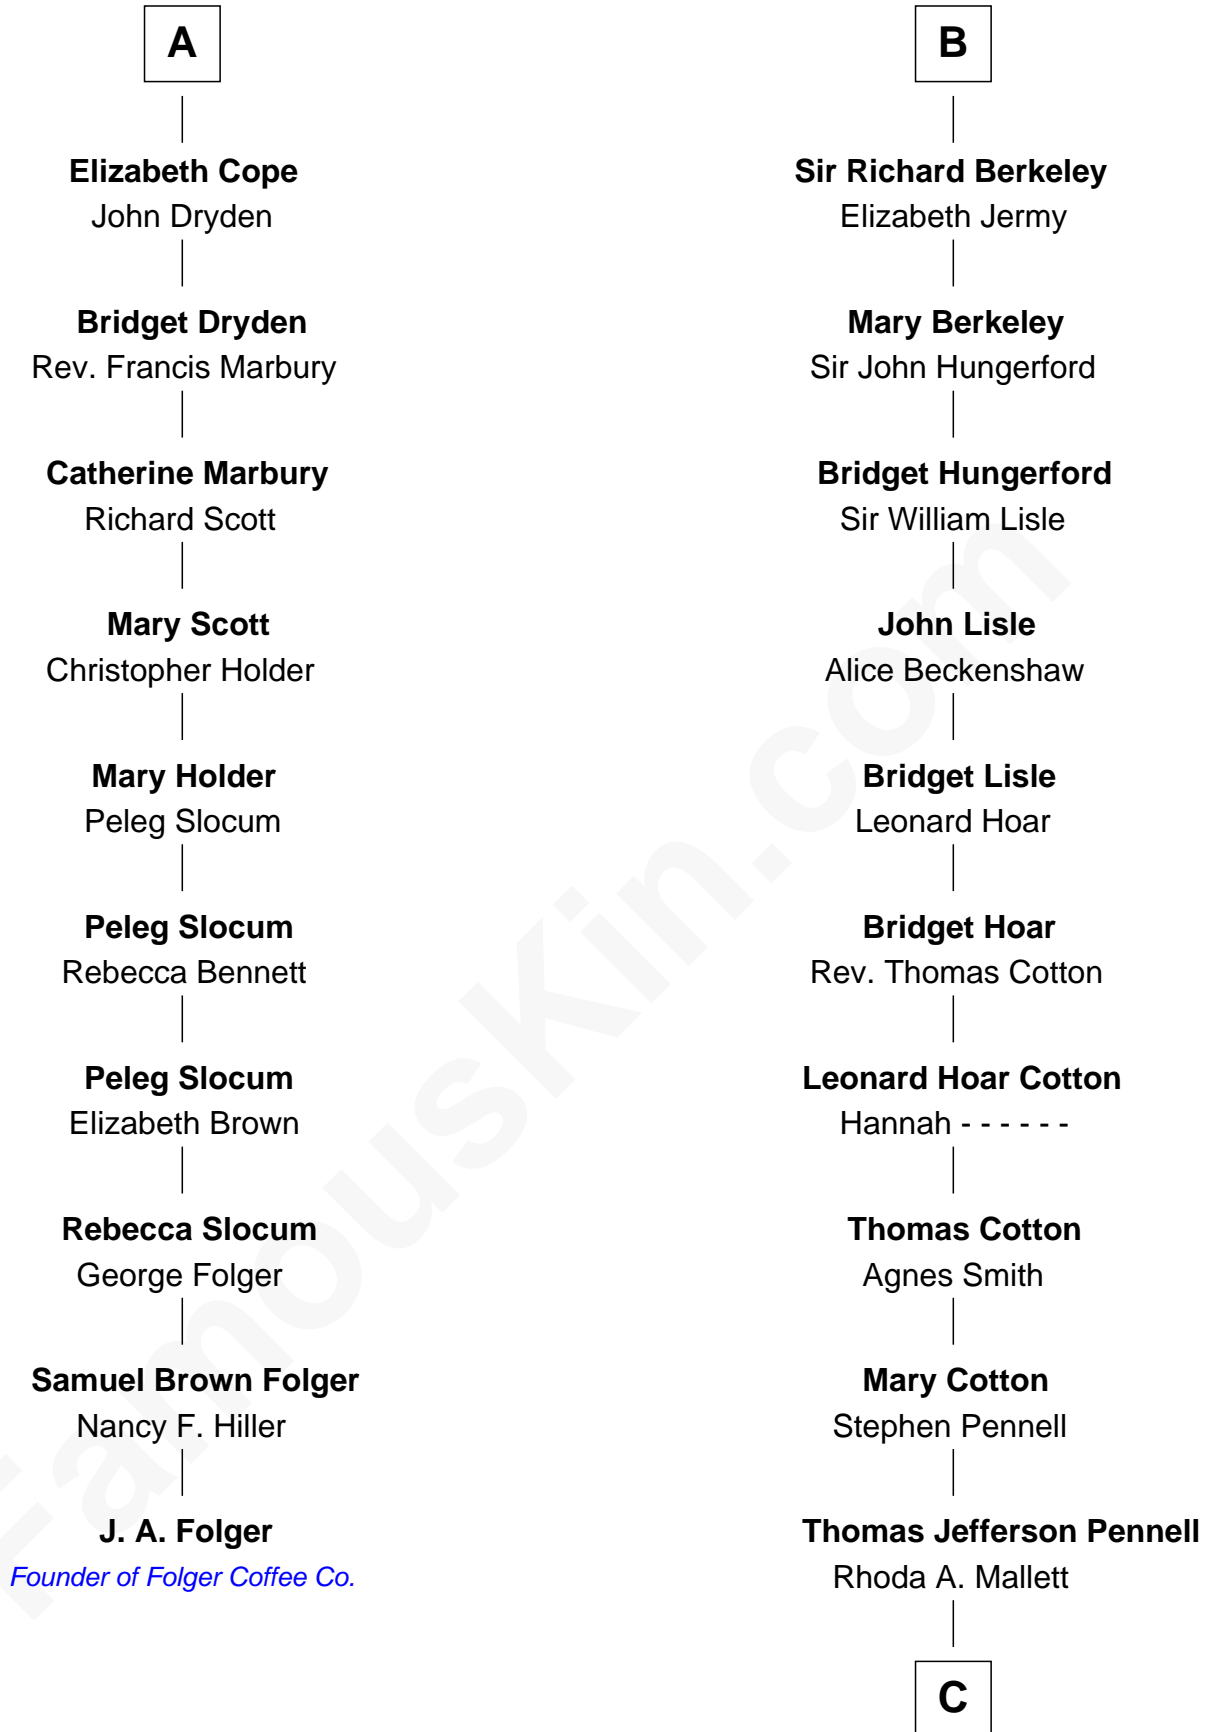 A
Elizabeth Cope
John Dryden
Bridget Dryden
Rev. Francis Marbury
Catherine Marbury
Richard Scott
Mary Scott
Christopher Holder
Mary Holder
Peleg Slocum
Peleg Slocum
Rebecca Bennett
Peleg Slocum
Elizabeth Brown
Rebecca Slocum
George Folger
Samuel Brown Folger
Nancy F. Hiller
J. A. Folger
Founder of Folger Coffee Co.
B
Sir Richard Berkeley
Elizabeth Jermy
Mary Berkeley
Sir John Hungerford
Bridget Hungerford
Sir William Lisle
John Lisle
Alice Beckenshaw
Bridget Lisle
Leonard Hoar
Bridget Hoar
Rev. Thomas Cotton
Leonard Hoar Cotton
Hannah - - - - - -
Thomas Cotton
Agnes Smith
Mary Cotton
Stephen Pennell
Thomas Jefferson Pennell
Rhoda A. Mallett
C
FamousKin.com